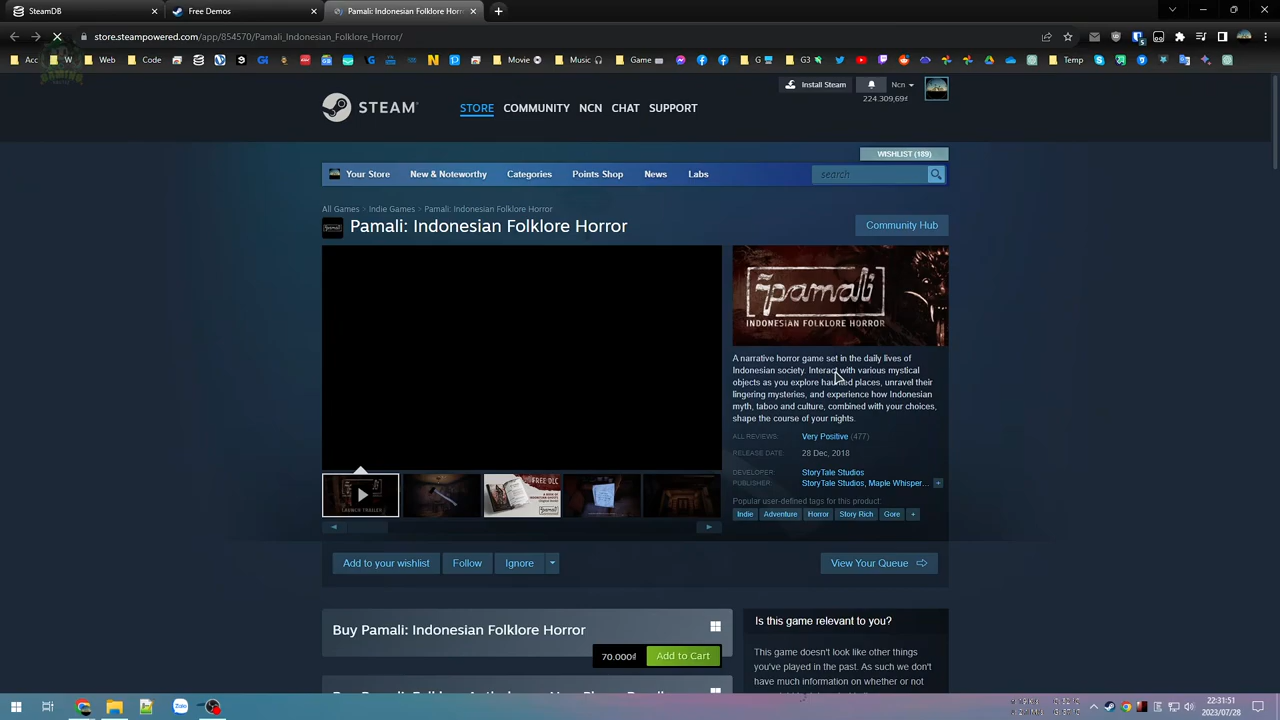 SteamDB
Free Demos
Pamali: Indonesian Folklore Horror
store.steampowered.com/app/854570/Pamali_Indonesian_Folklore_Horror/
Acc
Web
Movie
Music
Game
Temp
GAMING
Install Steam
Ncn
224.309,69₫
STEAM
STORE
COMMUNITY
NCN
CHAT
SUPPORT
WISHLIST (189)
Your Store
New & Noteworthy
Categories
Points Shop
News
Labs
search
All Games > Indie Games > Pamali: Indonesian Folklore Horror
Pamali: Indonesian Folklore Horror
Community Hub
pamali
INDONESIAN FOLKLORE HORROR
A narrative horror game set in the daily lives of
Indonesian society. Interact with various mystical
objects as you explore haunted places, unravel their
lingering mysteries, and experience how Indonesian
myth, taboo and culture, combined with your choices,
shape the course of your nights.
ALL REVIEWS: Very Positive (477)
RELEASE DATE: 28 Dec, 2018
DEVELOPER: StoryTale Studios
PUBLISHER: StoryTale Studios, Maple Whisper... +
Popular user-defined tags for this product:
Indie
Adventure
Horror
Story Rich
Gore
+
LAUNCH TRAILER
FREE DLC
Add to your wishlist
Follow
Ignore
View Your Queue
Buy Pamali: Indonesian Folklore Horror
70.000₫
Add to Cart
Is this game relevant to you?
This game doesn't look like other things
you've played in the past. As such we don't
have much information on whether or not
Zalo
22:31:51
2023/07/28